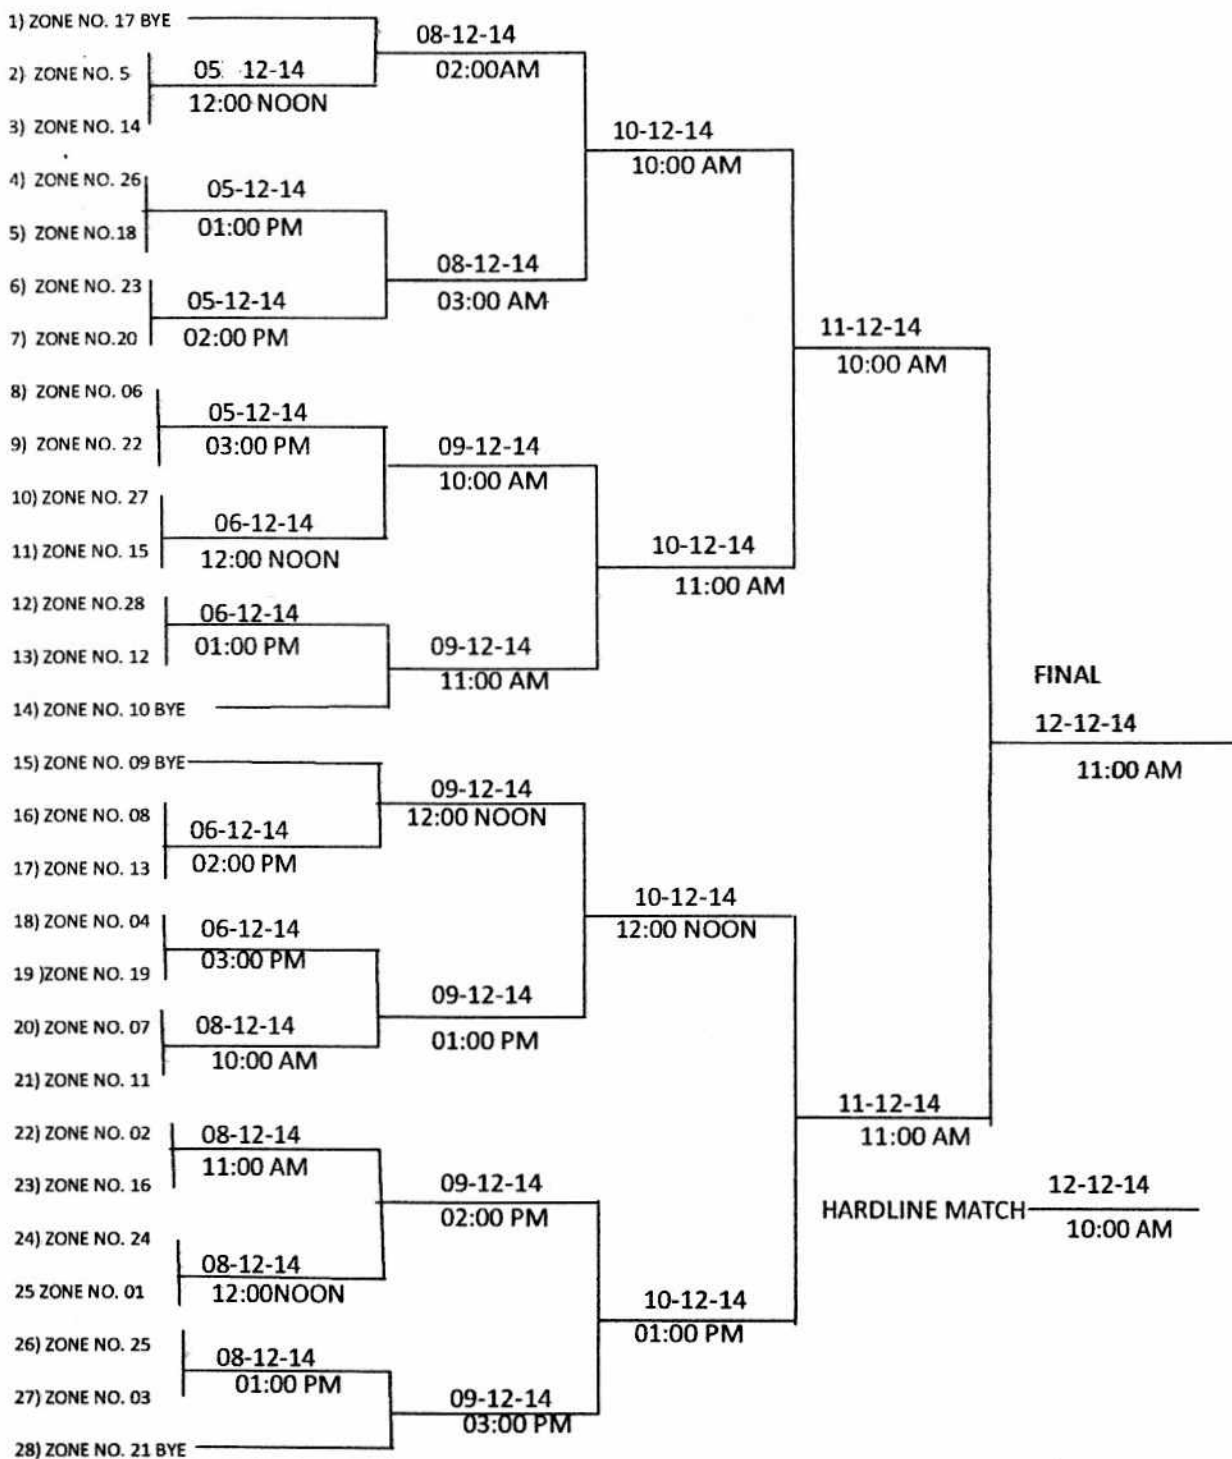 1) ZONE NO. 17 BYE
08-12-14
02:00AM
2) ZONE NO. 5
05 12-14
12:00 NOON
3) ZONE NO. 14
10-12-14
10:00 AM
4) ZONE NO. 26
05-12-14
01:00 PM
5) ZONE NO.18
08-12-14
03:00 AM
6) ZONE NO. 23
05-12-14
02:00 PM
7) ZONE NO.20
11-12-14
10:00 AM
8) ZONE NO. 06
05-12-14
03:00 PM
9) ZONE NO. 22
09-12-14
10:00 AM
10) ZONE NO. 27
06-12-14
12:00 NOON
11) ZONE NO. 15
10-12-14
11:00 AM
12) ZONE NO.28
06-12-14
01:00 PM
13) ZONE NO. 12
09-12-14
11:00 AM
14) ZONE NO. 10 BYE
FINAL
12-12-14
11:00 AM
15) ZONE NO. 09 BYE
09-12-14
12:00 NOON
16) ZONE NO. 08
06-12-14
02:00 PM
17) ZONE NO. 13
10-12-14
12:00 NOON
18) ZONE NO. 04
06-12-14
03:00 PM
19 )ZONE NO. 19
09-12-14
01:00 PM
20) ZONE NO. 07
08-12-14
10:00 AM
21) ZONE NO. 11
11-12-14
11:00 AM
22) ZONE NO. 02
08-12-14
11:00 AM
23) ZONE NO. 16
09-12-14
02:00 PM
HARDLINE MATCH
12-12-14
10:00 AM
24) ZONE NO. 24
08-12-14
12:00NOON
25 ZONE NO. 01
10-12-14
01:00 PM
26) ZONE NO. 25
08-12-14
01:00 PM
27) ZONE NO. 03
09-12-14
03:00 PM
28) ZONE NO. 21 BYE